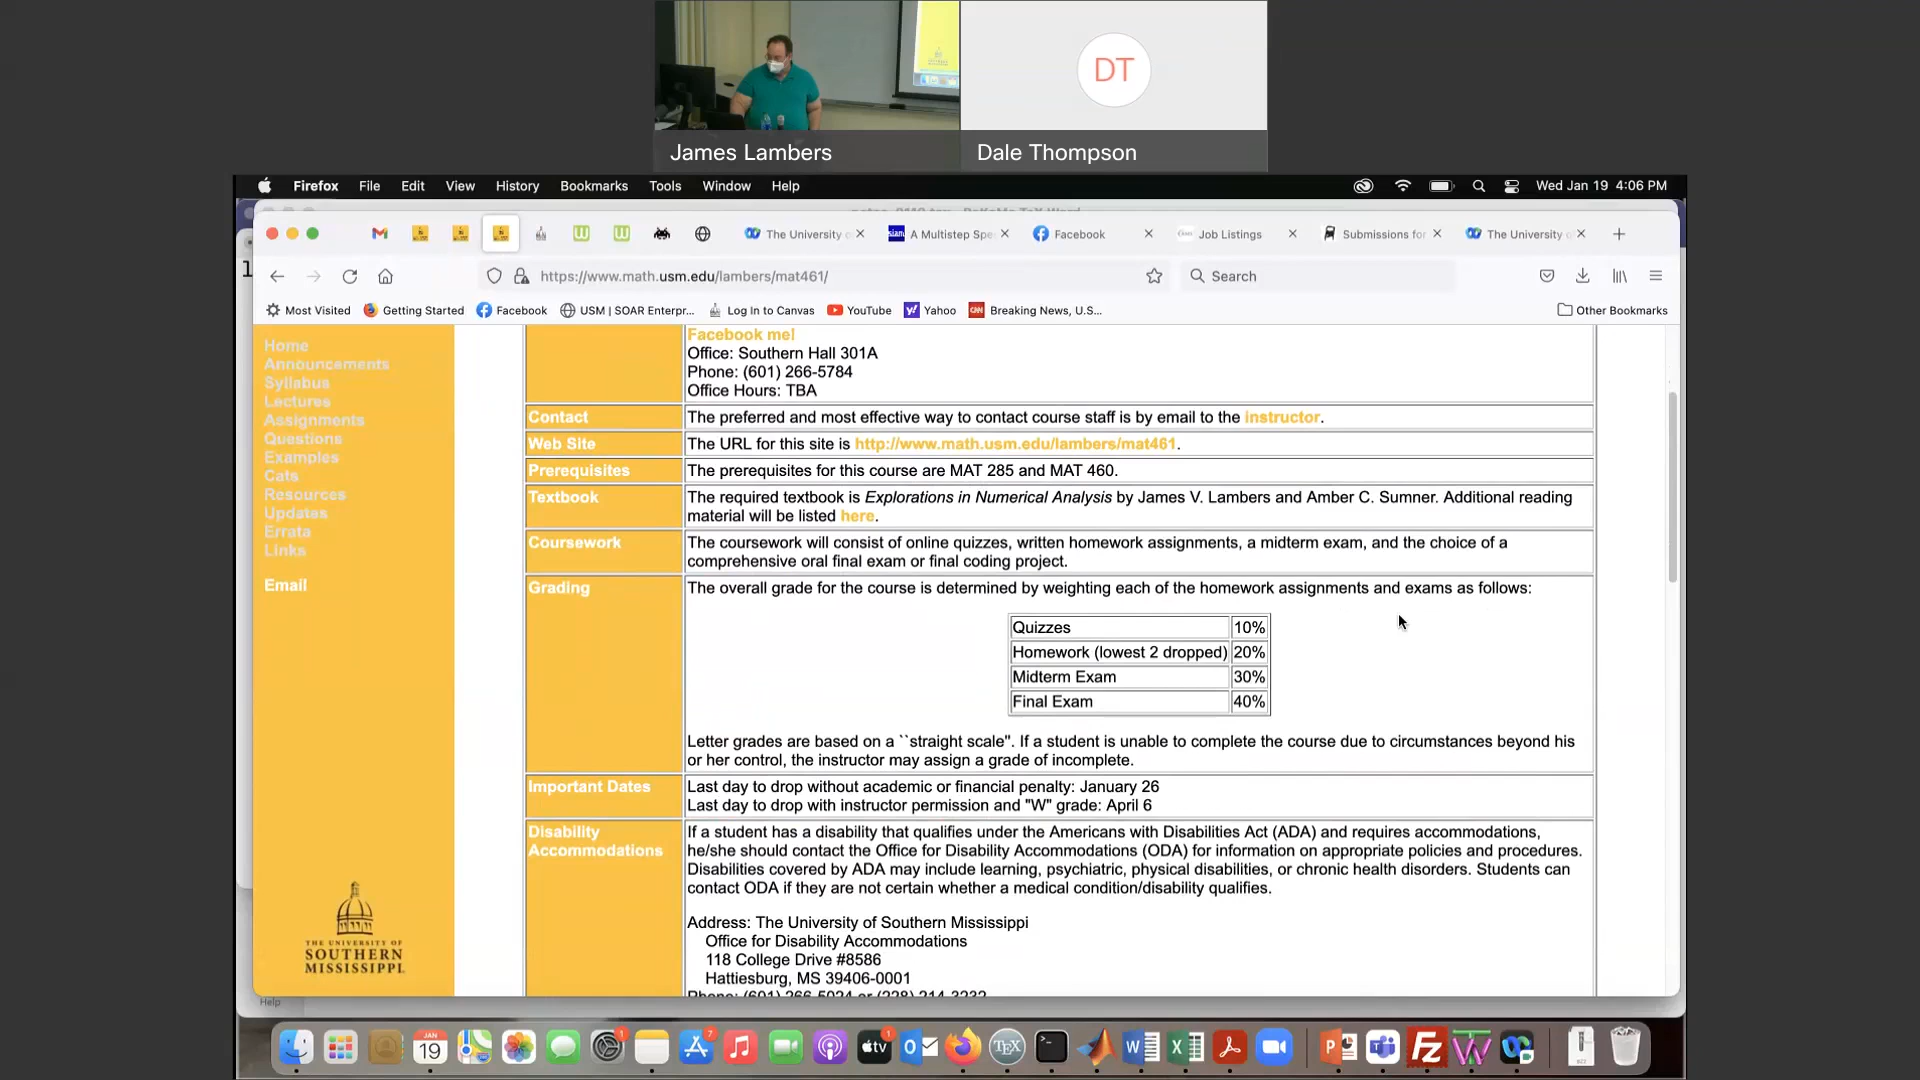 DT
James Lambers
Dale Thompson
Firefox File Edit View History Bookmarks Tools Window Help
Wed Jan 19 4:06 PM
The University o
A Multistep Spe
Facebook
Job Listings
Submissions for
The University o
https://www.math.usm.edu/lambers/mat461/
Search
Most Visited
Getting Started
Facebook
USM | SOAR Enterpr...
Log In to Canvas
YouTube
Yahoo
Breaking News, U.S...
Other Bookmarks
Home
Announcements
Syllabus
Lectures
Assignments
Questions
Examples
Cats
Resources
Updates
Errata
Links
Email
THE UNIVERSITY OF
SOUTHERN
MISSISSIPPI
Facebook me!
Office: Southern Hall 301A
Phone: (601) 266-5784
Office Hours: TBA
Contact
The preferred and most effective way to contact course staff is by email to the instructor.
Web Site
The URL for this site is http://www.math.usm.edu/lambers/mat461.
Prerequisites
The prerequisites for this course are MAT 285 and MAT 460.
Textbook
The required textbook is Explorations in Numerical Analysis by James V. Lambers and Amber C. Sumner. Additional reading
material will be listed here.
Coursework
The coursework will consist of online quizzes, written homework assignments, a midterm exam, and the choice of a
comprehensive oral final exam or final coding project.
Grading
The overall grade for the course is determined by weighting each of the homework assignments and exams as follows:
Quizzes 10%
Homework (lowest 2 dropped) 20%
Midterm Exam 30%
Final Exam 40%
Letter grades are based on a ``straight scale''. If a student is unable to complete the course due to circumstances beyond his
or her control, the instructor may assign a grade of incomplete.
Important Dates
Last day to drop without academic or financial penalty: January 26
Last day to drop with instructor permission and "W" grade: April 6
Disability
Accommodations
If a student has a disability that qualifies under the Americans with Disabilities Act (ADA) and requires accommodations,
he/she should contact the Office for Disability Accommodations (ODA) for information on appropriate policies and procedures.
Disabilities covered by ADA may include learning, psychiatric, physical disabilities, or chronic health disorders. Students can
contact ODA if they are not certain whether a medical condition/disability qualifies.
Address: The University of Southern Mississippi
Office for Disability Accommodations
118 College Drive #8586
Hattiesburg, MS 39406-0001
Phone: (601) 266-5024 or (228) 214-3232
Help
JAN
19
1
7
tv
1
TEX